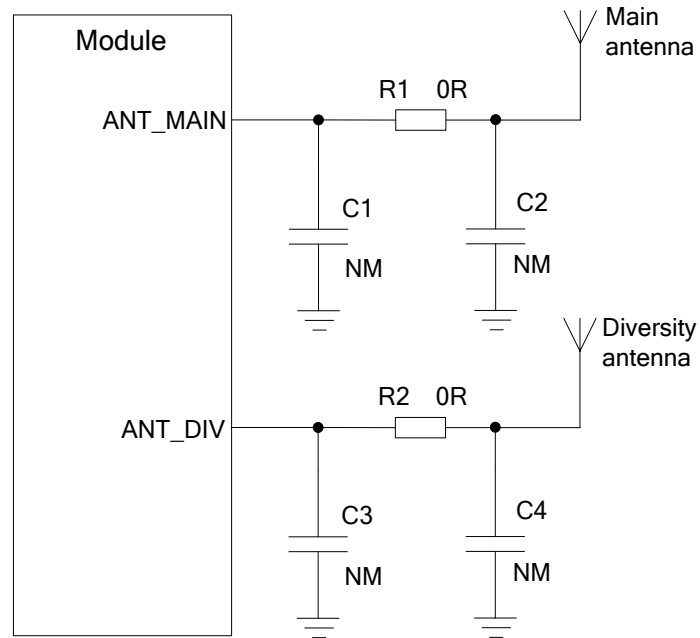 Module
Main
antenna
R1 0R
ANT_MAIN
C1
C2
NM
NM
Diversity
antenna
R2 0R
ANT_DIV
C3
C4
NM
NM